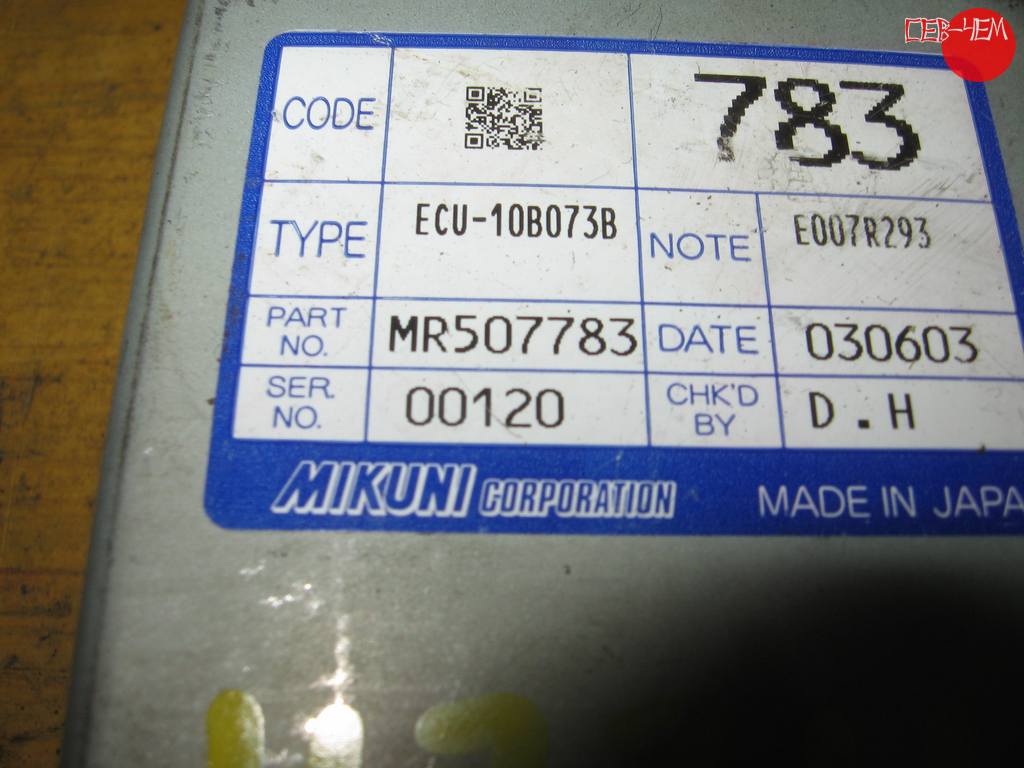 СЕВ-ЧЕМ
CODE 783
TYPE ECU-10B073B NOTE E007R293
PART NO. MR507783 DATE 030603
SER. NO. 00120 CHK'D BY D.H
MIKUNI CORPORATION MADE IN JAPA